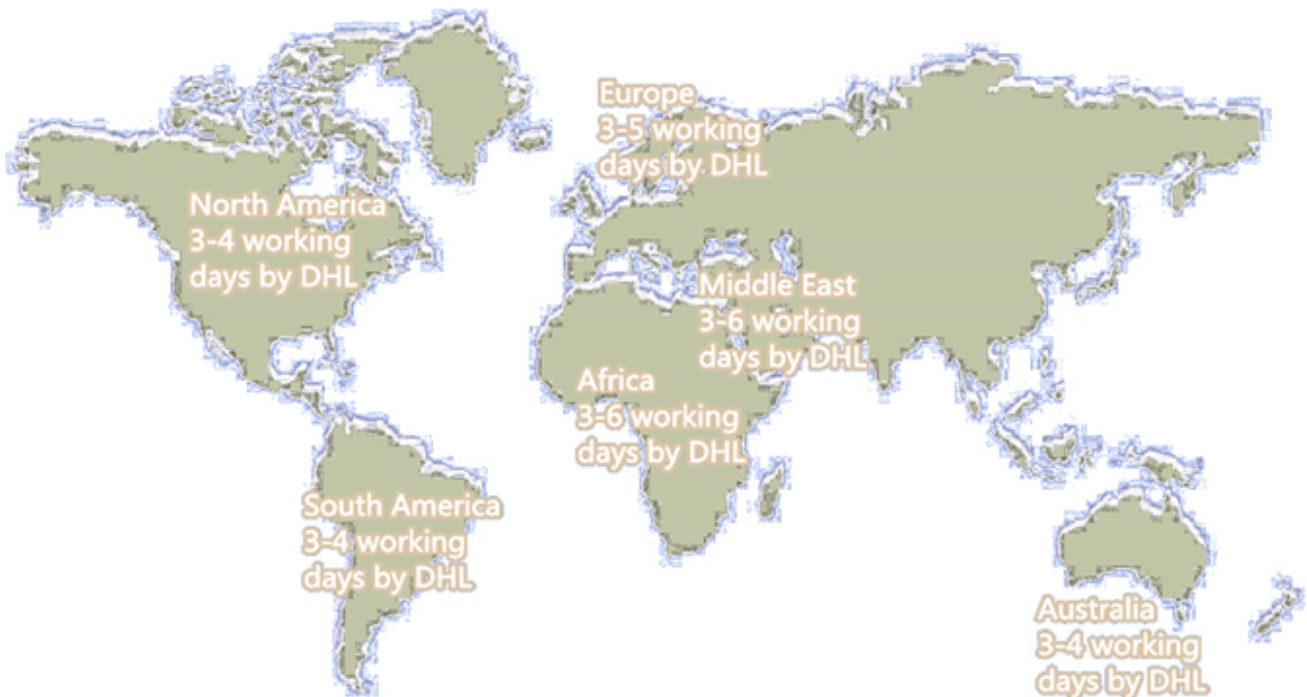 Europe
3-5 working
days by DHL
North America
3-4 working
days by DHL
Middle East
3-6 working
days by DHL
Africa
3-6 working
days by DHL
South America
3-4 working
days by DHL
Australia
3-4 working
days by DHL